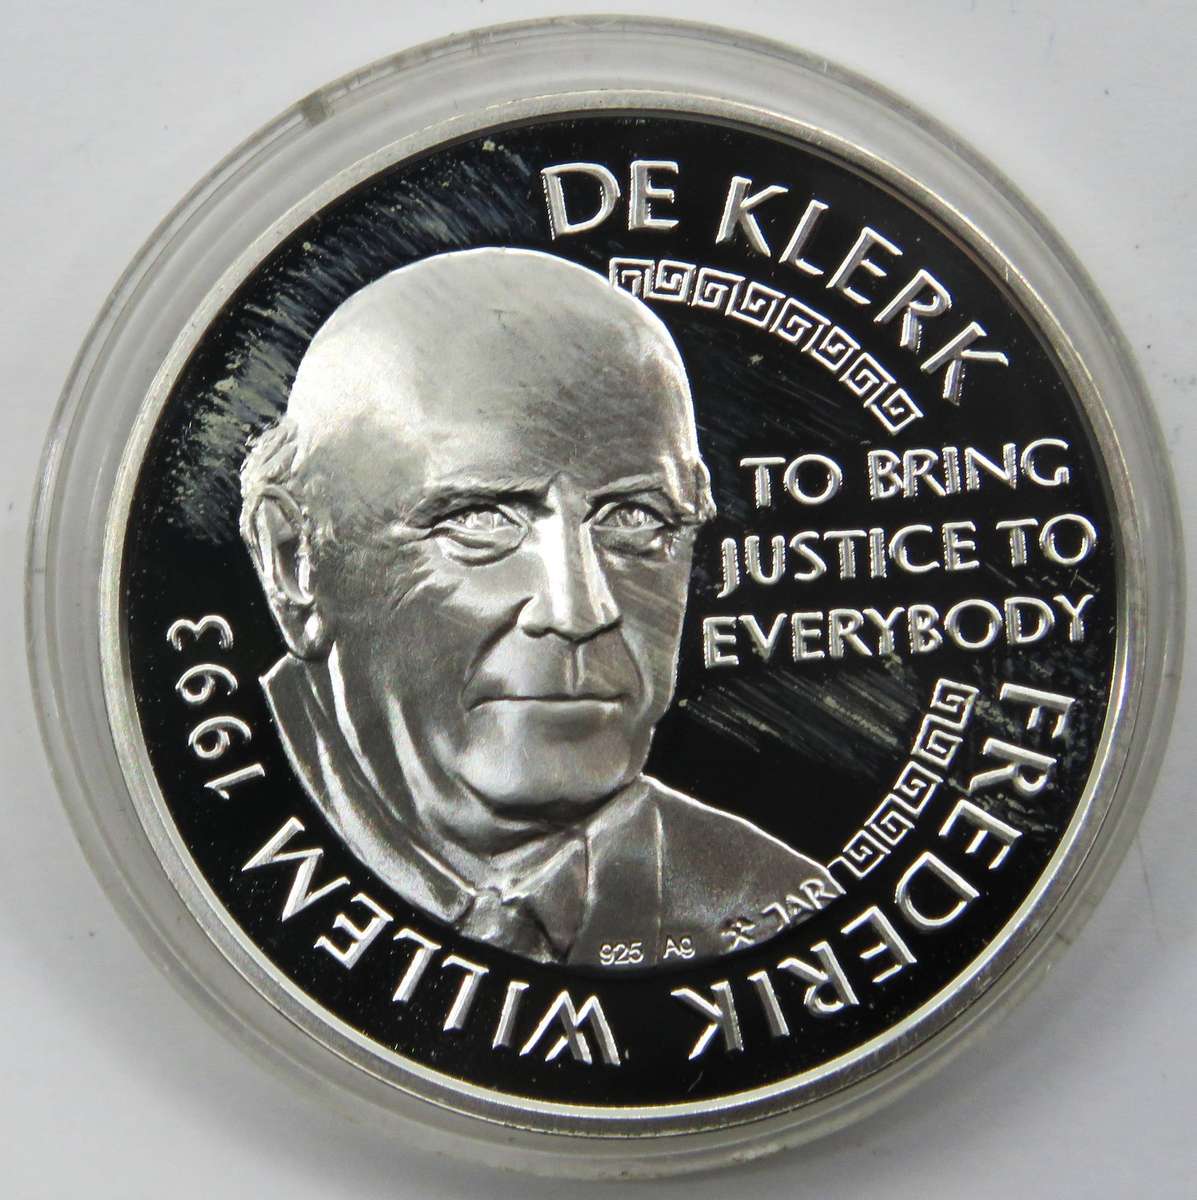 DE KLERK
TO BRING
JUSTICE TO
EVERYBODY
FREDERIK WILLEM 1993
925 Ag
JAR